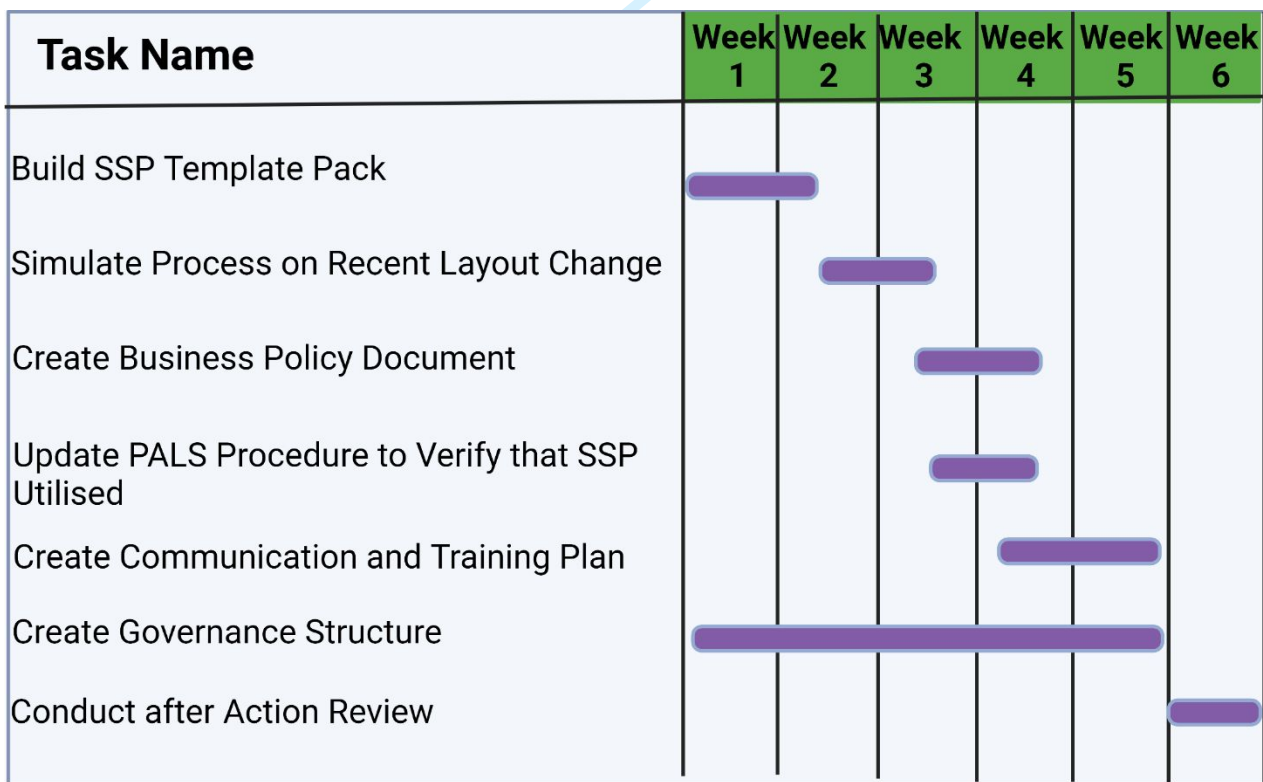 Task Name
Week Week Week Week Week Week
1 2 3 4 5 6
Build SSP Template Pack
Simulate Process on Recent Layout Change
Create Business Policy Document
Update PALS Procedure to Verify that SSP
Utilised
Create Communication and Training Plan
Create Governance Structure
Conduct after Action Review